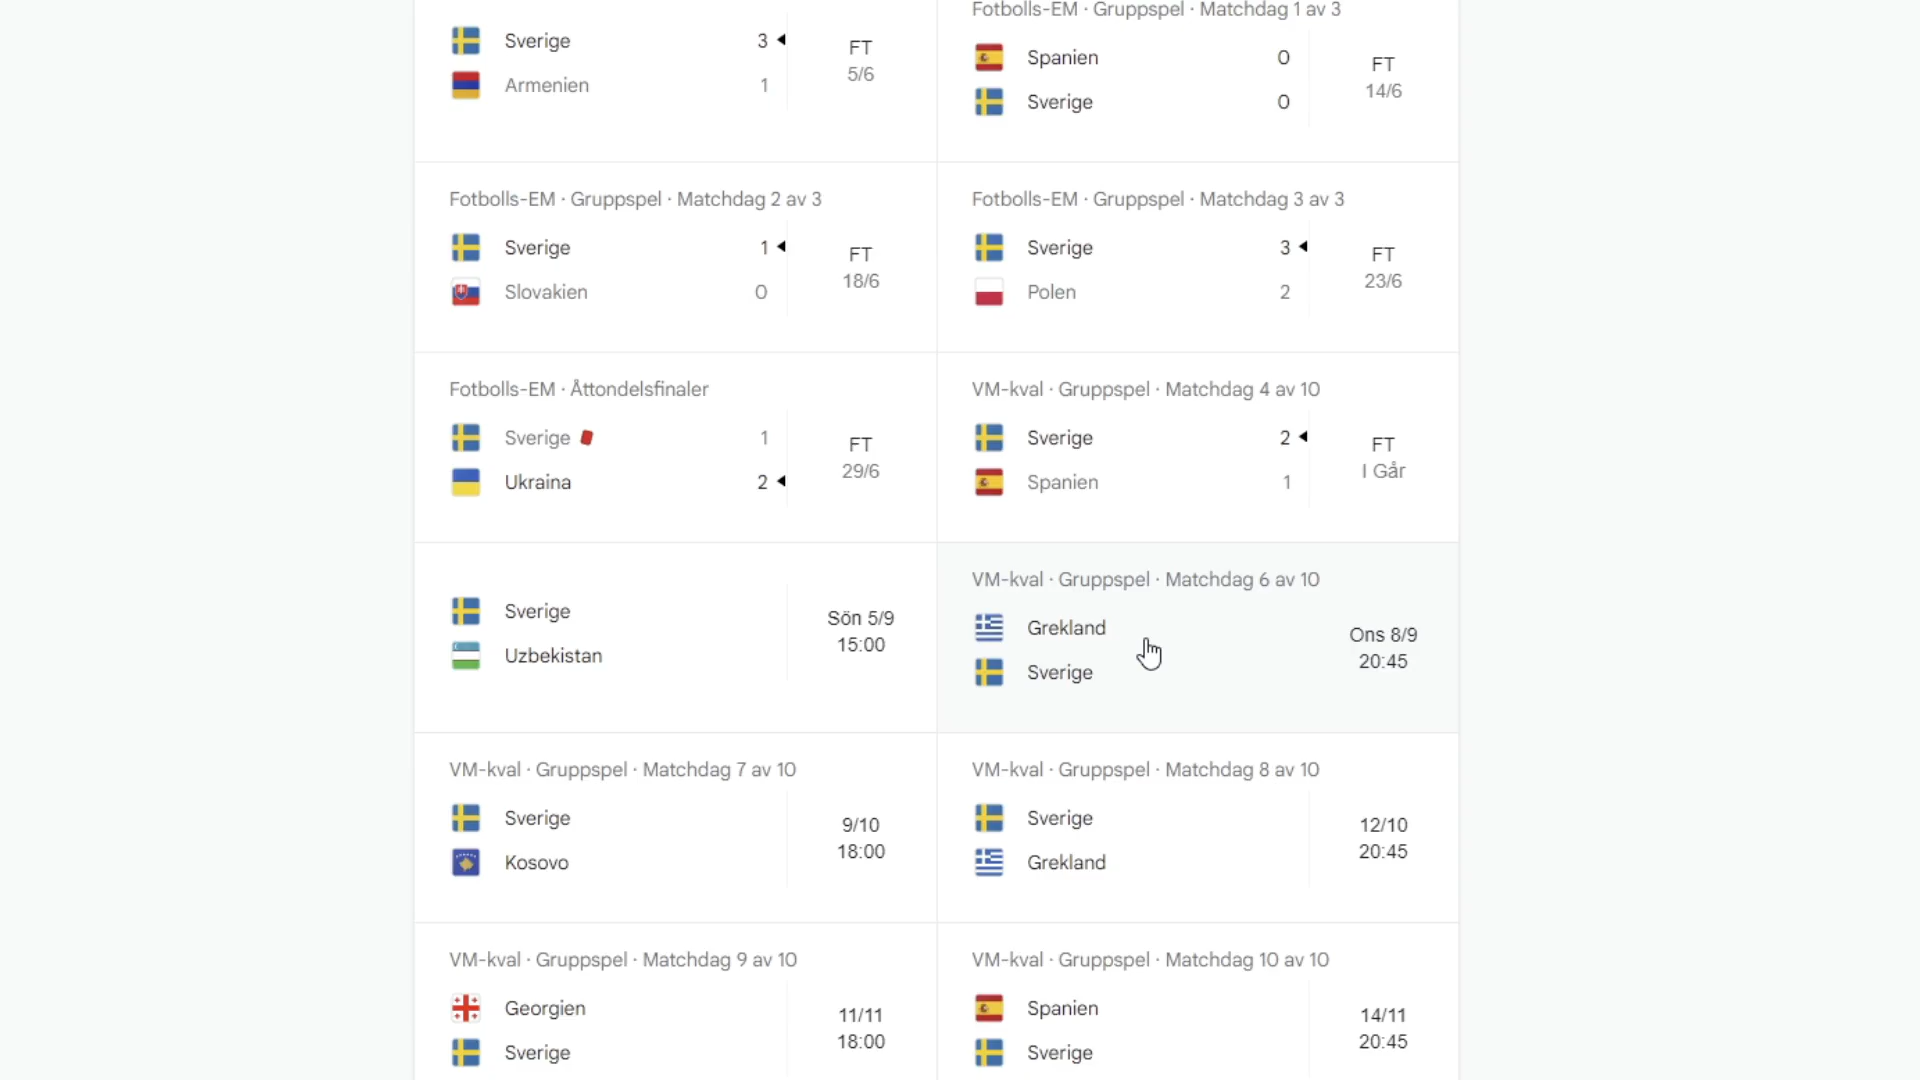 Sverige 3
Armenien 1
FT
5/6
Fotbolls-EM · Gruppspel · Matchdag 1 av 3
Spanien 0
Sverige 0
FT
14/6
Fotbolls-EM · Gruppspel · Matchdag 2 av 3
Sverige 1
Slovakien 0
FT
18/6
Fotbolls-EM · Gruppspel · Matchdag 3 av 3
Sverige 3
Polen 2
FT
23/6
Fotbolls-EM · Åttondelsfinaler
Sverige 1
Ukraina 2
FT
29/6
VM-kval · Gruppspel · Matchdag 4 av 10
Sverige 2
Spanien 1
FT
I Går
Sverige
Uzbekistan
Sön 5/9
15:00
VM-kval · Gruppspel · Matchdag 6 av 10
Grekland
Sverige
Ons 8/9
20:45
VM-kval · Gruppspel · Matchdag 7 av 10
Sverige
Kosovo
9/10
18:00
VM-kval · Gruppspel · Matchdag 8 av 10
Sverige
Grekland
12/10
20:45
VM-kval · Gruppspel · Matchdag 9 av 10
Georgien
Sverige
11/11
18:00
VM-kval · Gruppspel · Matchdag 10 av 10
Spanien
Sverige
14/11
20:45